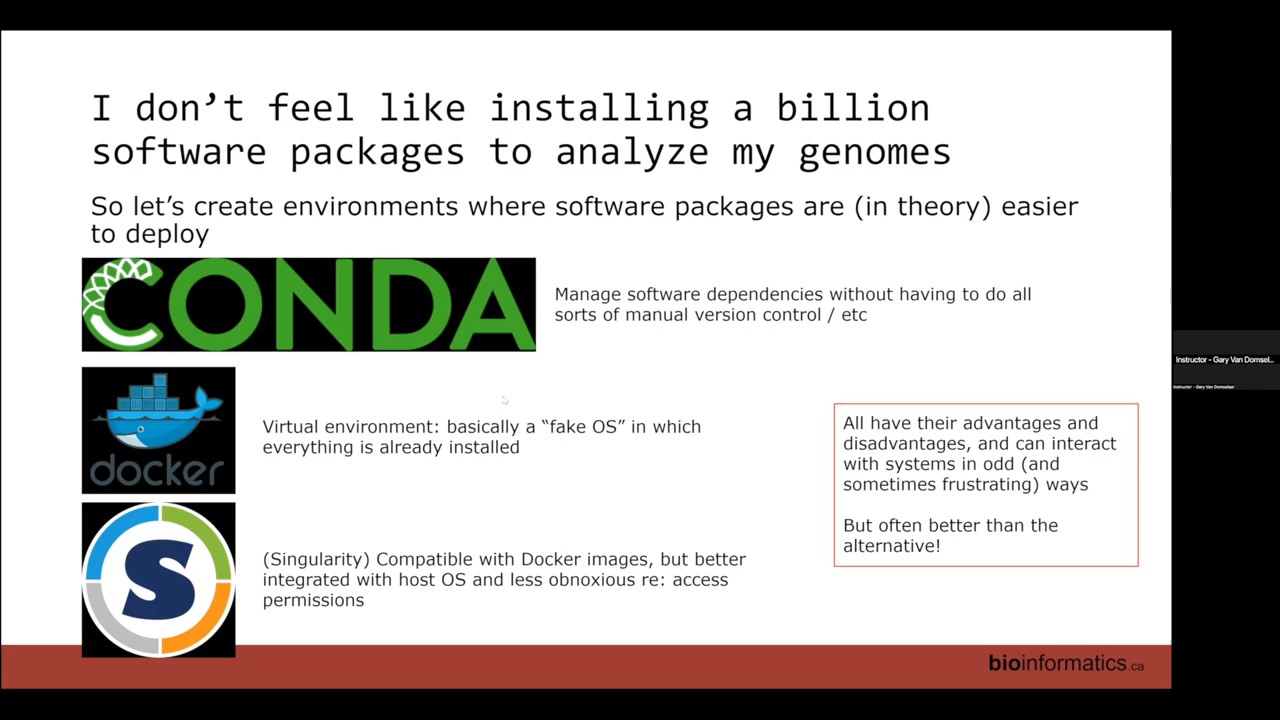 I don’t feel like installing a billion
software packages to analyze my genomes
So let’s create environments where software packages are (in theory) easier
to deploy
CONDA
Manage software dependencies without having to do all
sorts of manual version control / etc
docker
Virtual environment: basically a “fake OS” in which
everything is already installed
S
(Singularity) Compatible with Docker images, but better
integrated with host OS and less obnoxious re: access
permissions
All have their advantages and
disadvantages, and can interact
with systems in odd (and
sometimes frustrating) ways
But often better than the
alternative!
bioinformatics.ca
Instructor - Gary Van Domsel...
Instructor - Gary Van Domselaar